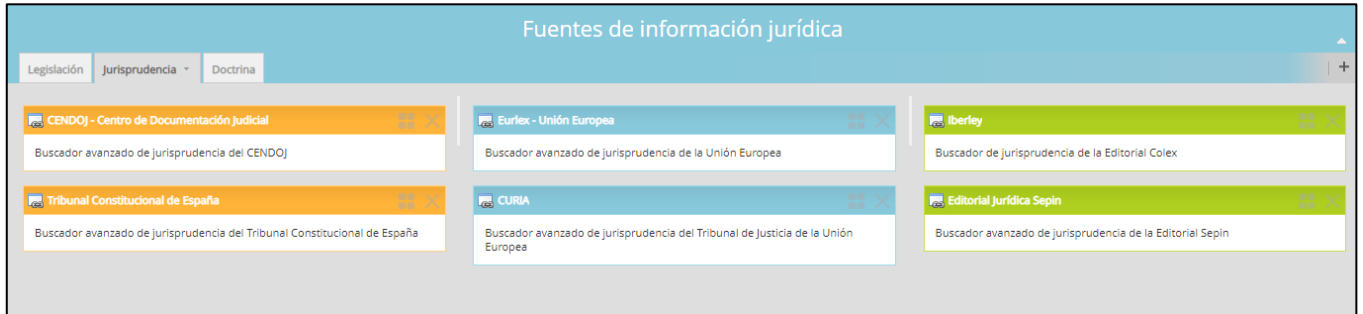 Fuentes de información jurídica
Legislación
Jurisprudencia
Doctrina
CENDOJ - Centro de Documentación Judicial
Buscador avanzado de jurisprudencia del CENDOJ
Tribunal Constitucional de España
Buscador avanzado de jurisprudencia del Tribunal Constitucional de España
Eurlex - Unión Europea
Buscador avanzado de jurisprudencia de la Unión Europea
CURIA
Buscador avanzado de jurisprudencia del Tribunal de Justicia de la Unión
Europea
Iberley
Buscador de jurisprudencia de la Editorial Colex
Editorial Jurídica Sepin
Buscador avanzado de jurisprudencia de la Editorial Sepin